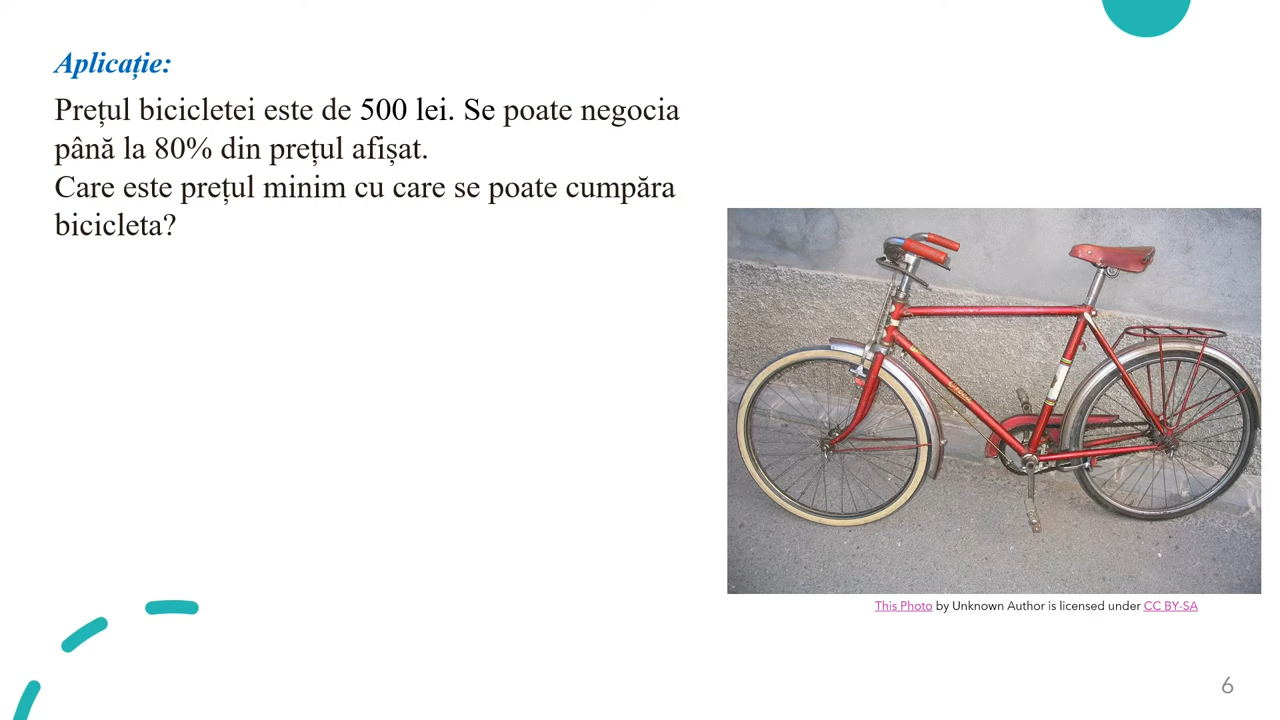 Aplicație:
Prețul bicicletei este de 500 lei. Se poate negocia
până la 80% din prețul afișat.
Care este prețul minim cu care se poate cumpăra
bicicleta?
This Photo by Unknown Author is licensed under CC BY-SA
6